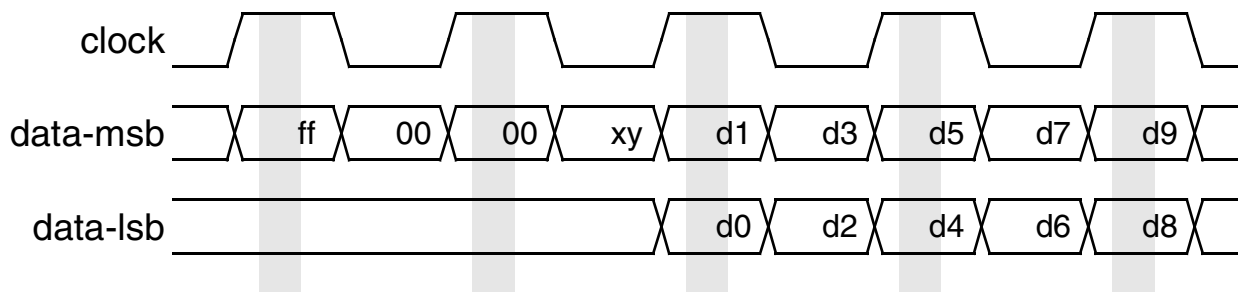 clock
data-msb ff 00 00 xy d1 d3 d5 d7 d9
data-lsb d0 d2 d4 d6 d8